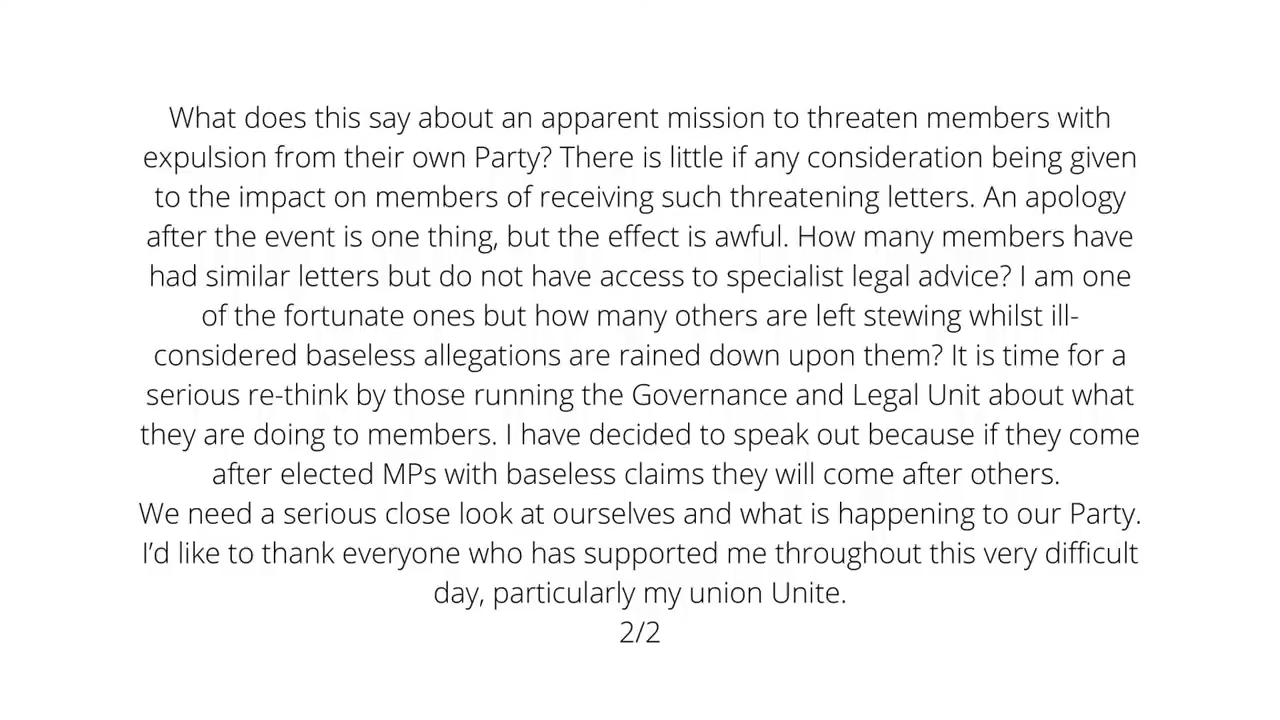 What does this say about an apparent mission to threaten members with
expulsion from their own Party? There is little if any consideration being given
to the impact on members of receiving such threatening letters. An apology
after the event is one thing, but the effect is awful. How many members have
had similar letters but do not have access to specialist legal advice? I am one
of the fortunate ones but how many others are left stewing whilst ill-
considered baseless allegations are rained down upon them? It is time for a
serious re-think by those running the Governance and Legal Unit about what
they are doing to members. I have decided to speak out because if they come
after elected MPs with baseless claims they will come after others.
We need a serious close look at ourselves and what is happening to our Party.
I’d like to thank everyone who has supported me throughout this very difficult
day, particularly my union Unite.
2/2